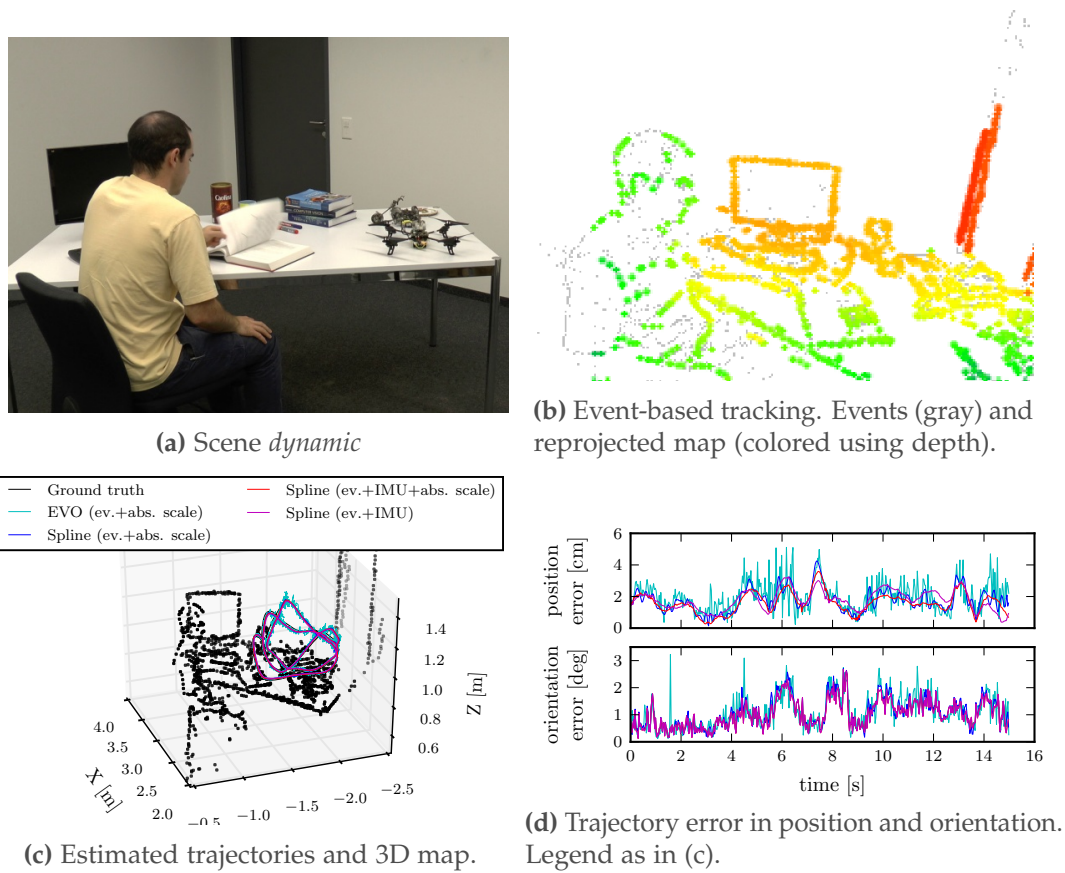 (a) Scene dynamic
(b) Event-based tracking. Events (gray) and
reprojected map (colored using depth).
Ground truth
EVO (ev.+abs. scale)
Spline (ev.+abs. scale)
Spline (ev.+IMU+abs. scale)
Spline (ev.+IMU)
4.0
3.5
3.0
2.5
2.0
X [m]
−0.5
−1.0
−1.5
−2.0
−2.5
1.4
1.2
1.0
0.8
0.6
Z [m]
(c) Estimated trajectories and 3D map.
position
error [cm]
6
4
2
0
orientation
error [deg]
3
2
1
0
0 2 4 6 8 10 12 14 16
time [s]
(d) Trajectory error in position and orientation.
Legend as in (c).